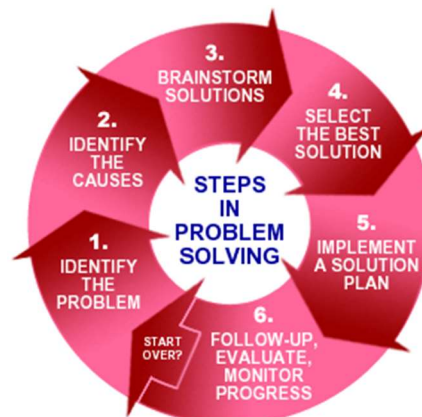 STEPS
IN
PROBLEM
SOLVING
1.
IDENTIFY
THE
PROBLEM
2.
IDENTIFY
THE
CAUSES
3.
BRAINSTORM
SOLUTIONS
4.
SELECT
THE BEST
SOLUTION
5.
IMPLEMENT
A SOLUTION
PLAN
6.
FOLLOW-UP,
EVALUATE,
MONITOR
PROGRESS
START
OVER?